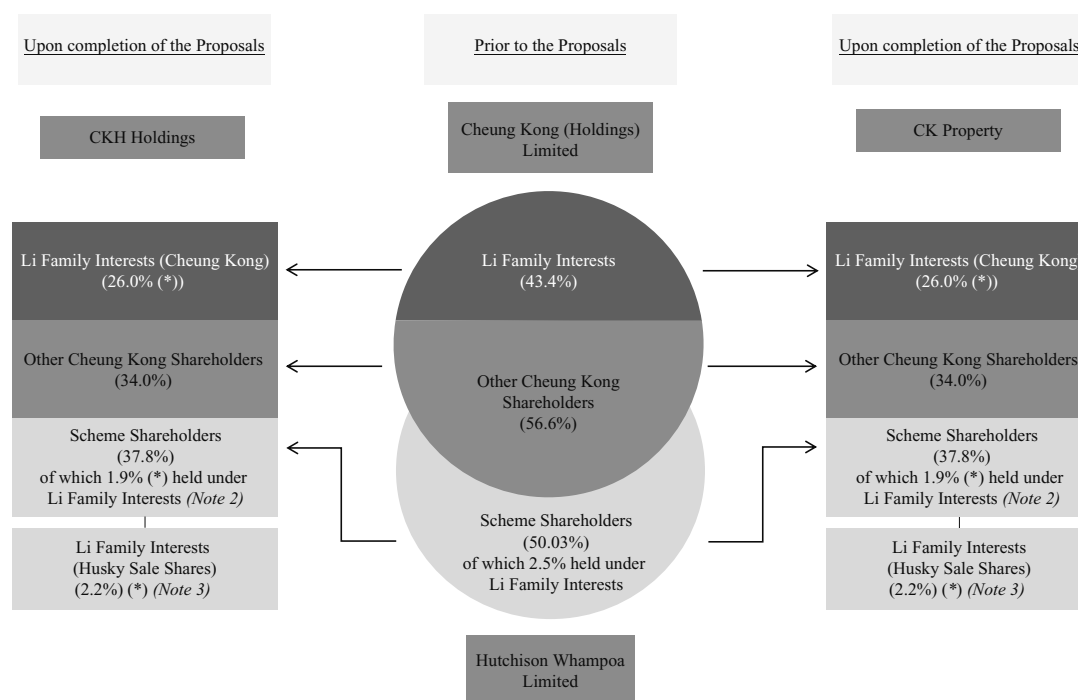 Upon completion of the Proposals
Prior to the Proposals
Upon completion of the Proposals
CKH Holdings
Cheung Kong (Holdings)
Limited
CK Property
Li Family Interests (Cheung Kong)
(26.0% (*))
Li Family Interests
(43.4%)
Li Family Interests (Cheung Kong
(26.0% (*))
Other Cheung Kong Shareholders
(34.0%)
Other Cheung Kong
Shareholders
(56.6%)
Other Cheung Kong Shareholders
(34.0%)
Scheme Shareholders
(37.8%)
of which 1.9% (*) held under
Li Family Interests (Note 2)
Scheme Shareholders
(50.03%)
of which 2.5% held under
Li Family Interests
Scheme Shareholders
(37.8%)
of which 1.9% (*) held under
Li Family Interests (Note 2)
Li Family Interests
(Husky Sale Shares)
(2.2%) (*) (Note 3)
Li Family Interests
(Husky Sale Shares)
(2.2%) (*) (Note 3)
Hutchison Whampoa
Limited